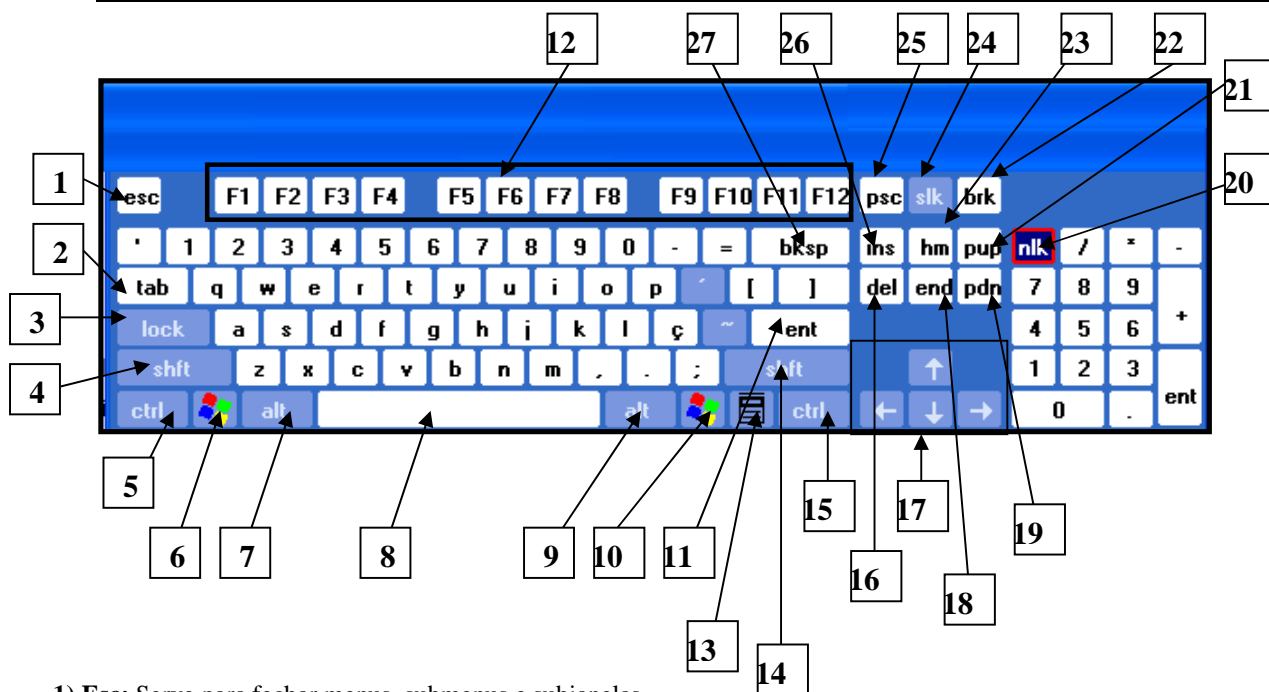 12 27 26 25 24 23 22
21
1 esc F1 F2 F3 F4 F5 F6 F7 F8 F9 F10 F11 F12 psc slk brk 20
2 ' 1 2 3 4 5 6 7 8 9 0 - = bksp ins hm pup nlk / * -
tab q w e r t y u i o p ´ [ ] del end pdn 7 8 9 +
3 lock a s d f g h j k l ç ~ ent 4 5 6
4 shft z x c v b n m , . ; shft ↑ 1 2 3 ent
ctrl alt alt ctrl ← ↓ → 0 .
5 15 17 19
6 7 8 9 10 11 16 18
13 14
1) Esc: Serve para fechar menus, submenus e subjanelas